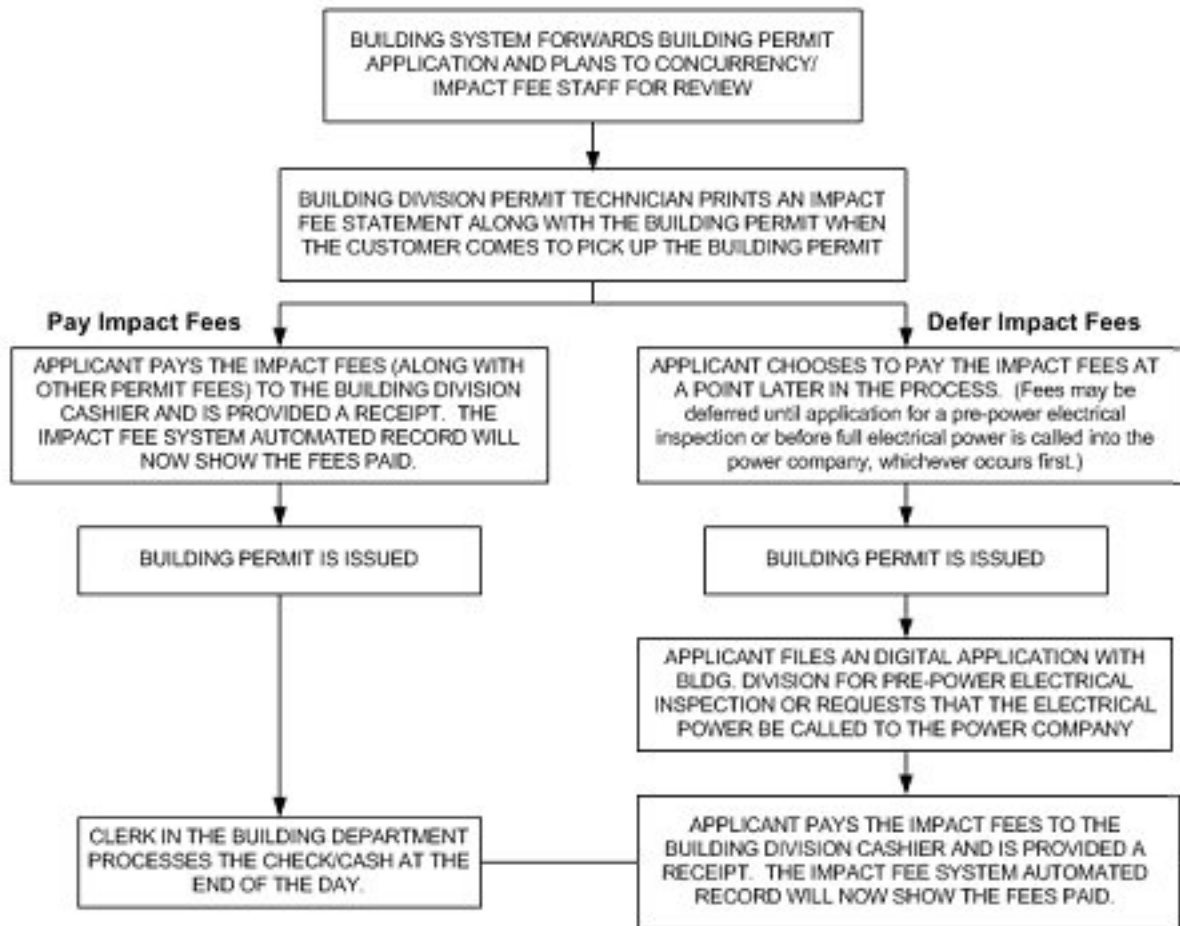 BUILDING SYSTEM FORWARDS BUILDING PERMIT
APPLICATION AND PLANS TO CONCURRENCY/
IMPACT FEE STAFF FOR REVIEW
BUILDING DIVISION PERMIT TECHNICIAN PRINTS AN IMPACT
FEE STATEMENT ALONG WITH THE BUILDING PERMIT WHEN
THE CUSTOMER COMES TO PICK UP THE BUILDING PERMIT
Pay Impact Fees
APPLICANT PAYS THE IMPACT FEES (ALONG WITH
OTHER PERMIT FEES) TO THE BUILDING DIVISION
CASHIER AND IS PROVIDED A RECEIPT. THE
IMPACT FEE SYSTEM AUTOMATED RECORD WILL
NOW SHOW THE FEES PAID.
BUILDING PERMIT IS ISSUED
CLERK IN THE BUILDING DEPARTMENT
PROCESSES THE CHECK/CASH AT THE
END OF THE DAY.
Defer Impact Fees
APPLICANT CHOOSES TO PAY THE IMPACT FEES AT
A POINT LATER IN THE PROCESS. (Fees may be
deferred until application for a pre-power electrical
inspection or before full electrical power is called into the
power company, whichever occurs first.)
BUILDING PERMIT IS ISSUED
APPLICANT FILES AN DIGITAL APPLICATION WITH
BLDG. DIVISION FOR PRE-POWER ELECTRICAL
INSPECTION OR REQUESTS THAT THE ELECTRICAL
POWER BE CALLED TO THE POWER COMPANY
APPLICANT PAYS THE IMPACT FEES TO THE
BUILDING DIVISION CASHIER AND IS PROVIDED A
RECEIPT. THE IMPACT FEE SYSTEM AUTOMATED
RECORD WILL NOW SHOW THE FEES PAID.